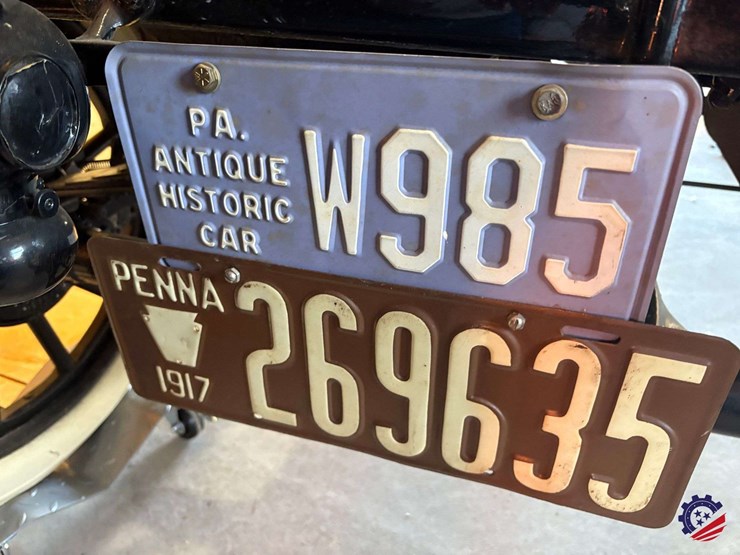 PA.
ANTIQUE
HISTORIC
CAR
W985
PENNA
1917
269635